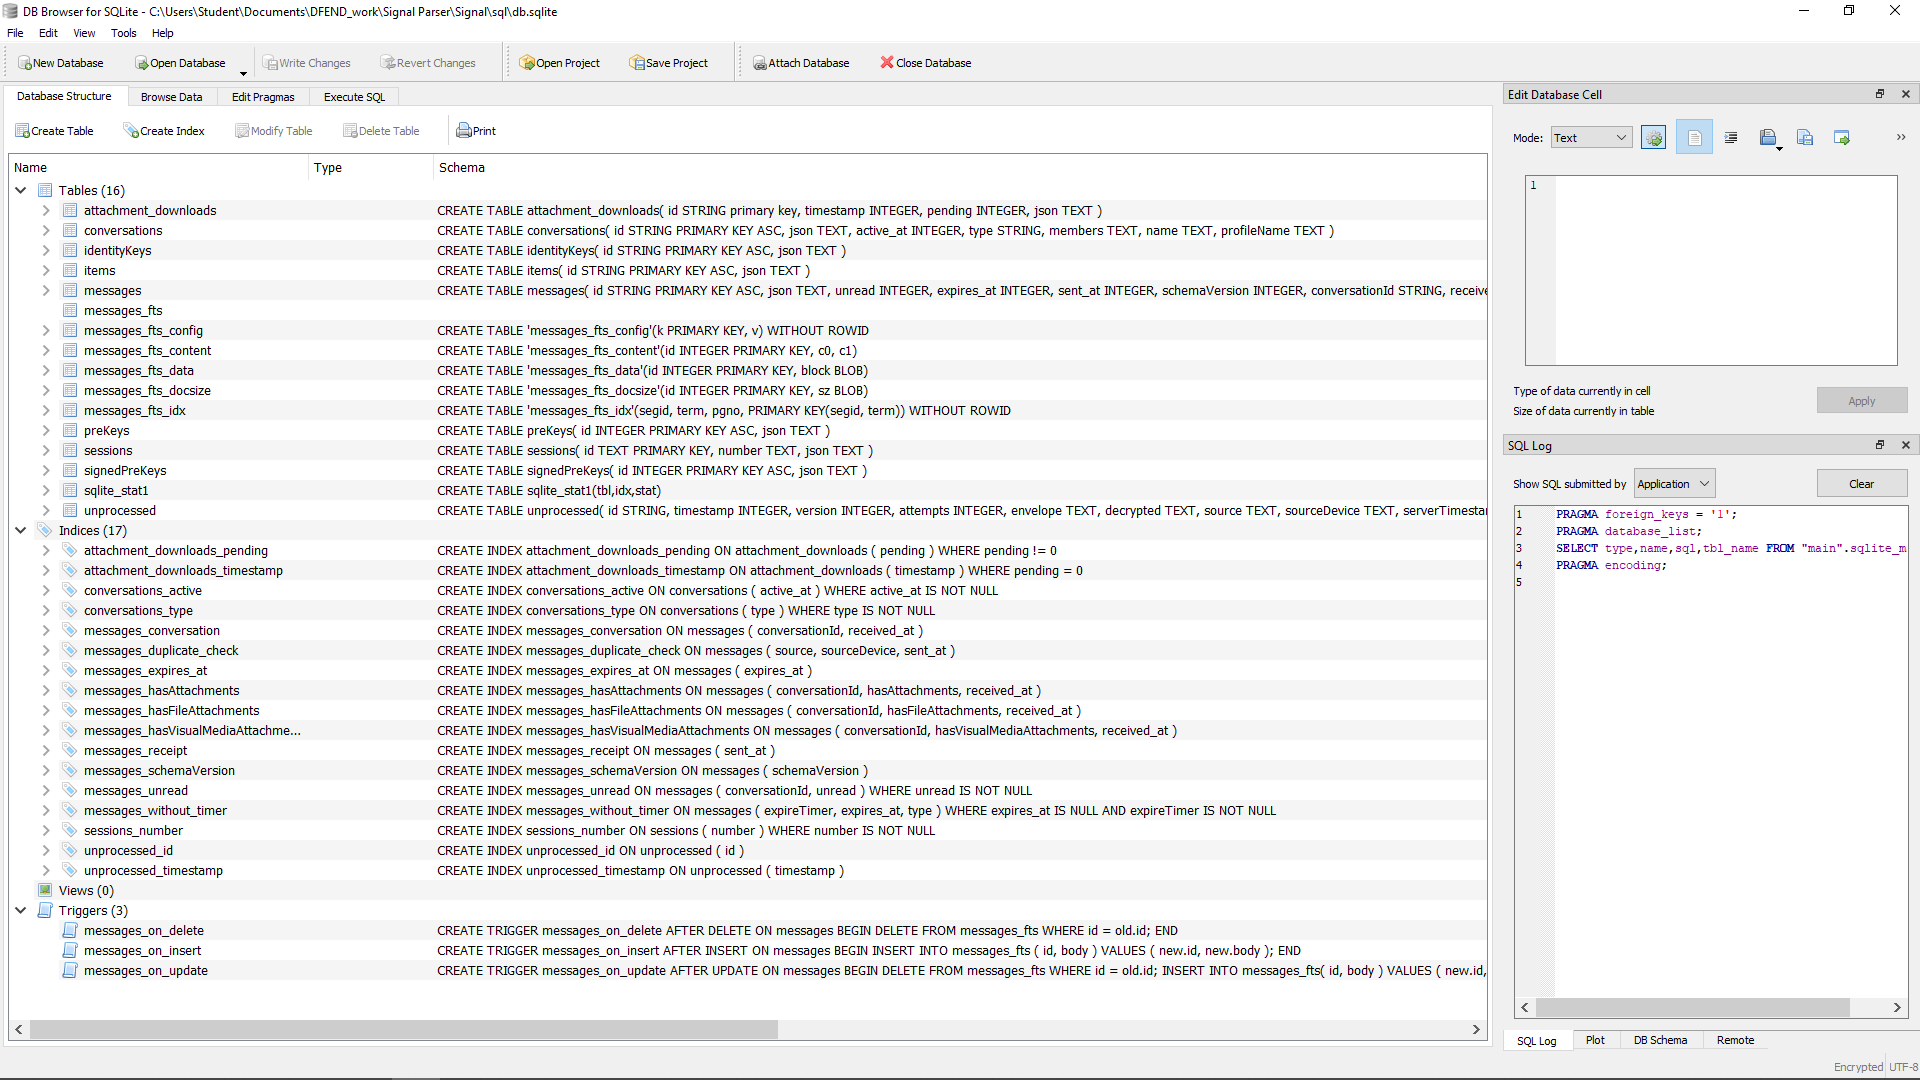 DB Browser for SQLite - C:\Users\Student\Documents\DFEND_work\Signal Parser\Signal\sql\db.sqlite
File Edit View Tools Help
New Database Open Database Write Changes Revert Changes Open Project Save Project Attach Database Close Database
Database Structure Browse Data Edit Pragmas Execute SQL
Create Table Create Index Modify Table Delete Table Print
Name Type Schema
Tables (16)
attachment_downloads CREATE TABLE attachment_downloads( id STRING primary key, timestamp INTEGER, pending INTEGER, json TEXT )
conversations CREATE TABLE conversations( id STRING PRIMARY KEY ASC, json TEXT, active_at INTEGER, type STRING, members TEXT, name TEXT, profileName TEXT )
identityKeys CREATE TABLE identityKeys( id STRING PRIMARY KEY ASC, json TEXT )
items CREATE TABLE items( id STRING PRIMARY KEY ASC, json TEXT )
messages CREATE TABLE messages( id STRING PRIMARY KEY ASC, json TEXT, unread INTEGER, expires_at INTEGER, sent_at INTEGER, schemaVersion INTEGER, conversationId STRING, receive
messages_fts
messages_fts_config CREATE TABLE 'messages_fts_config'(k PRIMARY KEY, v) WITHOUT ROWID
messages_fts_content CREATE TABLE 'messages_fts_content'(id INTEGER PRIMARY KEY, c0, c1)
messages_fts_data CREATE TABLE 'messages_fts_data'(id INTEGER PRIMARY KEY, block BLOB)
messages_fts_docsize CREATE TABLE 'messages_fts_docsize'(id INTEGER PRIMARY KEY, sz BLOB)
messages_fts_idx CREATE TABLE 'messages_fts_idx'(segid, term, pgno, PRIMARY KEY(segid, term)) WITHOUT ROWID
preKeys CREATE TABLE preKeys( id INTEGER PRIMARY KEY ASC, json TEXT )
sessions CREATE TABLE sessions( id TEXT PRIMARY KEY, number TEXT, json TEXT )
signedPreKeys CREATE TABLE signedPreKeys( id INTEGER PRIMARY KEY ASC, json TEXT )
sqlite_stat1 CREATE TABLE sqlite_stat1(tbl,idx,stat)
unprocessed CREATE TABLE unprocessed( id STRING, timestamp INTEGER, version INTEGER, attempts INTEGER, envelope TEXT, decrypted TEXT, source TEXT, sourceDevice TEXT, serverTimestar
Indices (17)
attachment_downloads_pending CREATE INDEX attachment_downloads_pending ON attachment_downloads ( pending ) WHERE pending != 0
attachment_downloads_timestamp CREATE INDEX attachment_downloads_timestamp ON attachment_downloads ( timestamp ) WHERE pending = 0
conversations_active CREATE INDEX conversations_active ON conversations ( active_at ) WHERE active_at IS NOT NULL
conversations_type CREATE INDEX conversations_type ON conversations ( type ) WHERE type IS NOT NULL
messages_conversation CREATE INDEX messages_conversation ON messages ( conversationId, received_at )
messages_duplicate_check CREATE INDEX messages_duplicate_check ON messages ( source, sourceDevice, sent_at )
messages_expires_at CREATE INDEX messages_expires_at ON messages ( expires_at )
messages_hasAttachments CREATE INDEX messages_hasAttachments ON messages ( conversationId, hasAttachments, received_at )
messages_hasFileAttachments CREATE INDEX messages_hasFileAttachments ON messages ( conversationId, hasFileAttachments, received_at )
messages_hasVisualMediaAttachme... CREATE INDEX messages_hasVisualMediaAttachments ON messages ( conversationId, hasVisualMediaAttachments, received_at )
messages_receipt CREATE INDEX messages_receipt ON messages ( sent_at )
messages_schemaVersion CREATE INDEX messages_schemaVersion ON messages ( schemaVersion )
messages_unread CREATE INDEX messages_unread ON messages ( conversationId, unread ) WHERE unread IS NOT NULL
messages_without_timer CREATE INDEX messages_without_timer ON messages ( expireTimer, expires_at, type ) WHERE expires_at IS NULL AND expireTimer IS NOT NULL
sessions_number CREATE INDEX sessions_number ON sessions ( number ) WHERE number IS NOT NULL
unprocessed_id CREATE INDEX unprocessed_id ON unprocessed ( id )
unprocessed_timestamp CREATE INDEX unprocessed_timestamp ON unprocessed ( timestamp )
Views (0)
Triggers (3)
messages_on_delete CREATE TRIGGER messages_on_delete AFTER DELETE ON messages BEGIN DELETE FROM messages_fts WHERE id = old.id; END
messages_on_insert CREATE TRIGGER messages_on_insert AFTER INSERT ON messages BEGIN INSERT INTO messages_fts ( id, body ) VALUES ( new.id, new.body ); END
messages_on_update CREATE TRIGGER messages_on_update AFTER UPDATE ON messages BEGIN DELETE FROM messages_fts WHERE id = old.id; INSERT INTO messages_fts( id, body ) VALUES ( new.id,
Edit Database Cell
Mode: Text
1
Type of data currently in cell
Size of data currently in table
Apply
SQL Log
Show SQL submitted by Application Clear
1 PRAGMA foreign_keys = '1';
2 PRAGMA database_list;
3 SELECT type,name,sql,tbl_name FROM "main".sqlite_m
4 PRAGMA encoding;
5
SQL Log Plot DB Schema Remote
Encrypted UTF-8